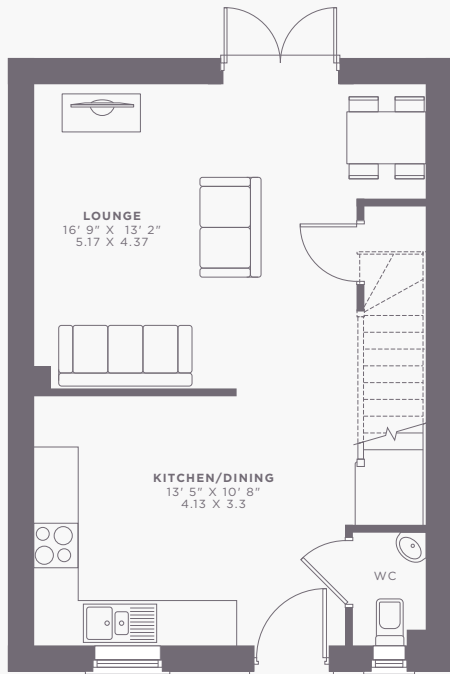 LOUNGE
16' 9" X 13' 2"
5.17 X 4.37
KITCHEN/DINING
13' 5" X 10' 8"
4.13 X 3.3
WC